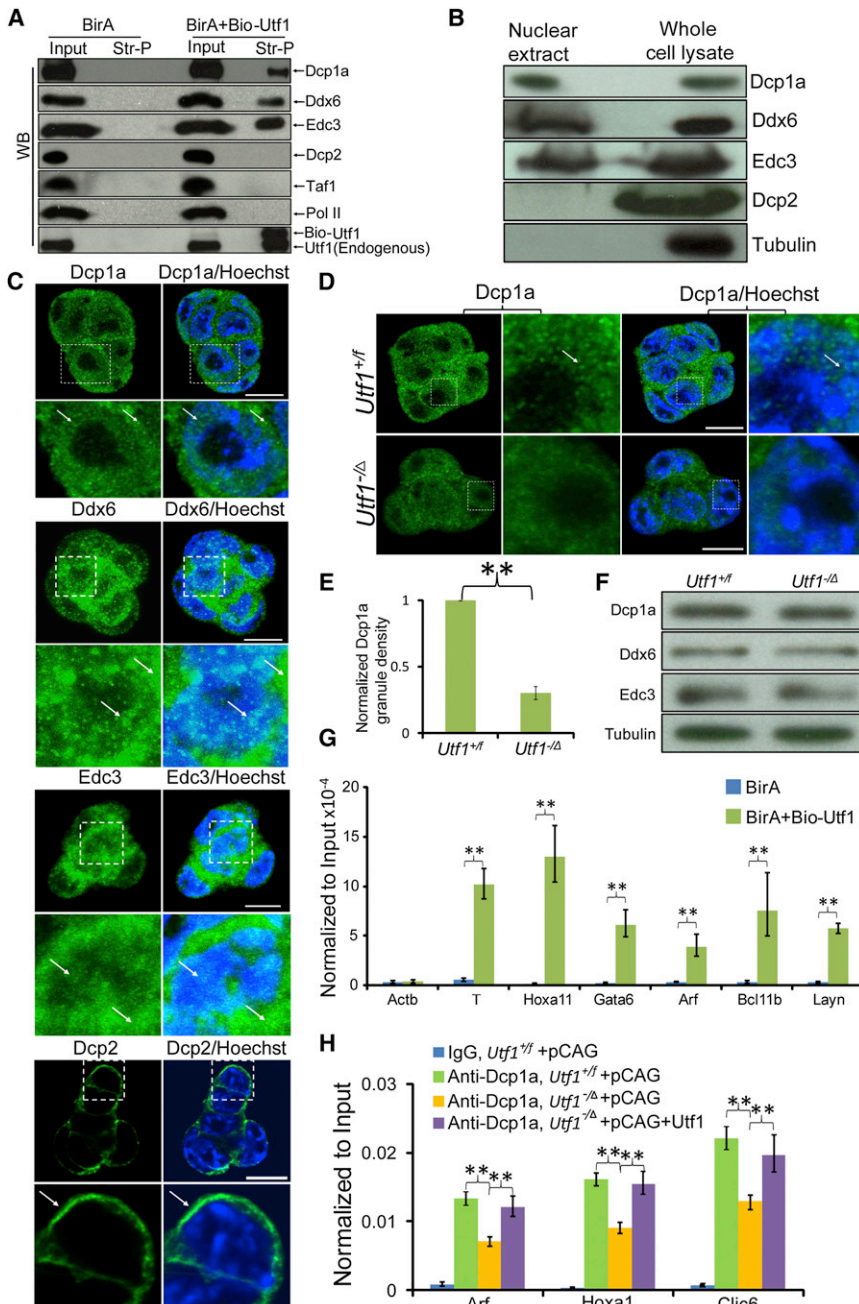 A
BirA BirA+Bio-Utf1
Input Str-P Input Str-P
WB
Dcp1a
Ddx6
Edc3
Dcp2
Taf1
Pol II
Bio-Utf1
Utf1(Endogenous)
B
Nuclear extract
Whole cell lysate
Dcp1a
Ddx6
Edc3
Dcp2
Tubulin
C
Dcp1a Dcp1a/Hoechst
Ddx6 Ddx6/Hoechst
Edc3 Edc3/Hoechst
Dcp2 Dcp2/Hoechst
D
Dcp1a Dcp1a/Hoechst
Utf1+/f
Utf1-/Δ
E
**
Normalized Dcp1a granule density
1
0.5
0
Utf1+/f Utf1-/Δ
F
Utf1+/f Utf1-/Δ
Dcp1a
Ddx6
Edc3
Tubulin
G
Normalized to Input x10-4
20
15
10
5
0
BirA
BirA+Bio-Utf1
** ** ** ** ** **
Actb T Hoxa11 Gata6 Arf Bcl11b Layn
H
IgG, Utf1+/f +pCAG
Anti-Dcp1a, Utf1+/f +pCAG
Anti-Dcp1a, Utf1-/Δ +pCAG
Anti-Dcp1a, Utf1-/Δ +pCAG+Utf1
Normalized to Input
0.03
0.02
0.01
0
** ** ** ** ** **
Arf Hoxa1 Clic6